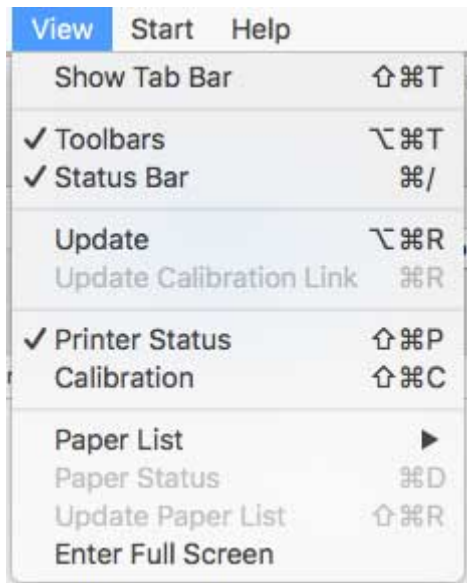 View Start Help
Show Tab Bar ⇧⌘T
✓ Toolbars ⌥⌘T
✓ Status Bar ⌘/
Update ⌥⌘R
Update Calibration Link ⌘R
✓ Printer Status ⇧⌘P
Calibration ⇧⌘C
Paper List ▶
Paper Status ⌘D
Update Paper List ⇧⌘R
Enter Full Screen